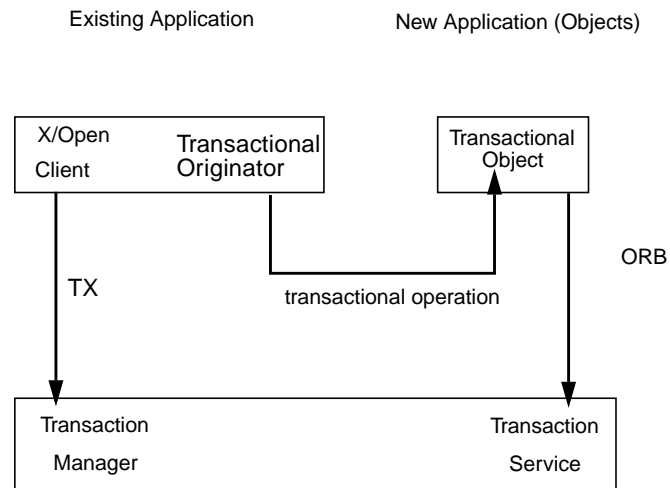 Existing Application
New Application (Objects)
X/Open
Client
Transactional
Originator
Transactional
Object
TX
transactional operation
ORB
Transaction
Manager
Transaction
Service